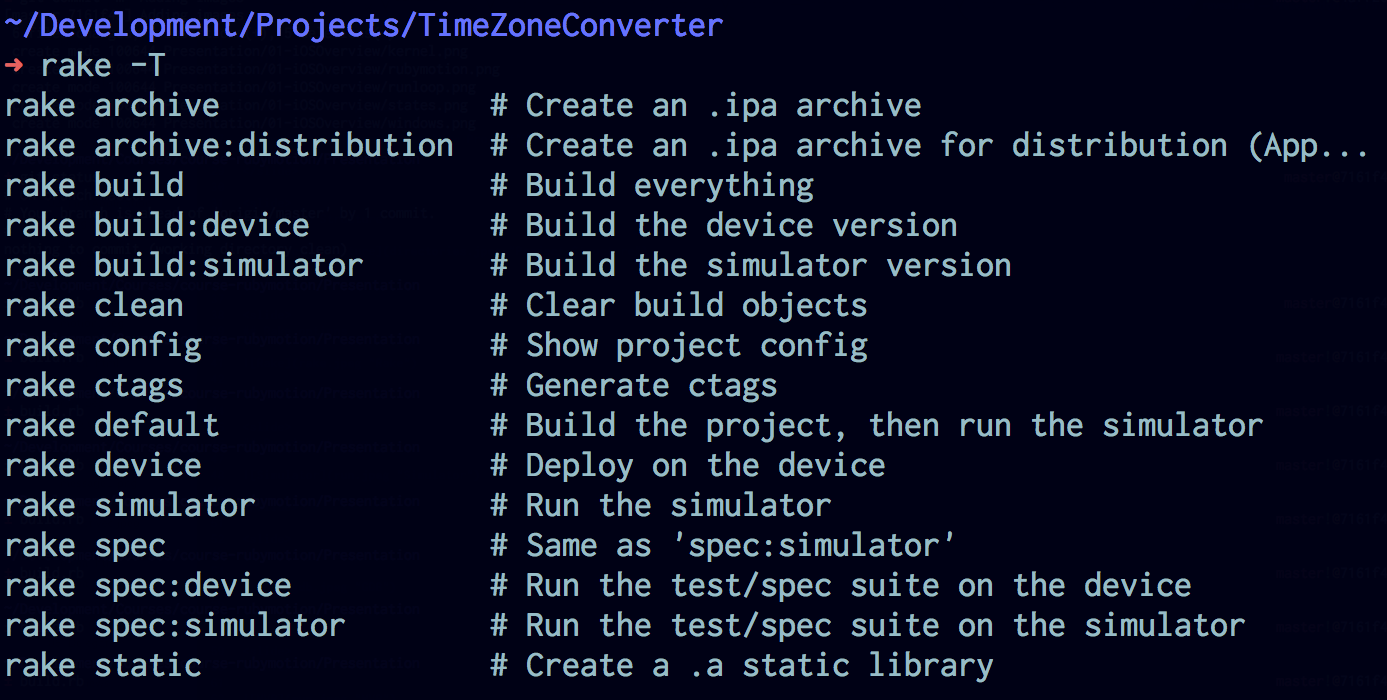 ~/Development/Projects/TimeZoneConverter
→ rake -T
rake archive # Create an .ipa archive
rake archive:distribution # Create an .ipa archive for distribution (App...
rake build # Build everything
rake build:device # Build the device version
rake build:simulator # Build the simulator version
rake clean # Clear build objects
rake config # Show project config
rake ctags # Generate ctags
rake default # Build the project, then run the simulator
rake device # Deploy on the device
rake simulator # Run the simulator
rake spec # Same as 'spec:simulator'
rake spec:device # Run the test/spec suite on the device
rake spec:simulator # Run the test/spec suite on the simulator
rake static # Create a .a static library